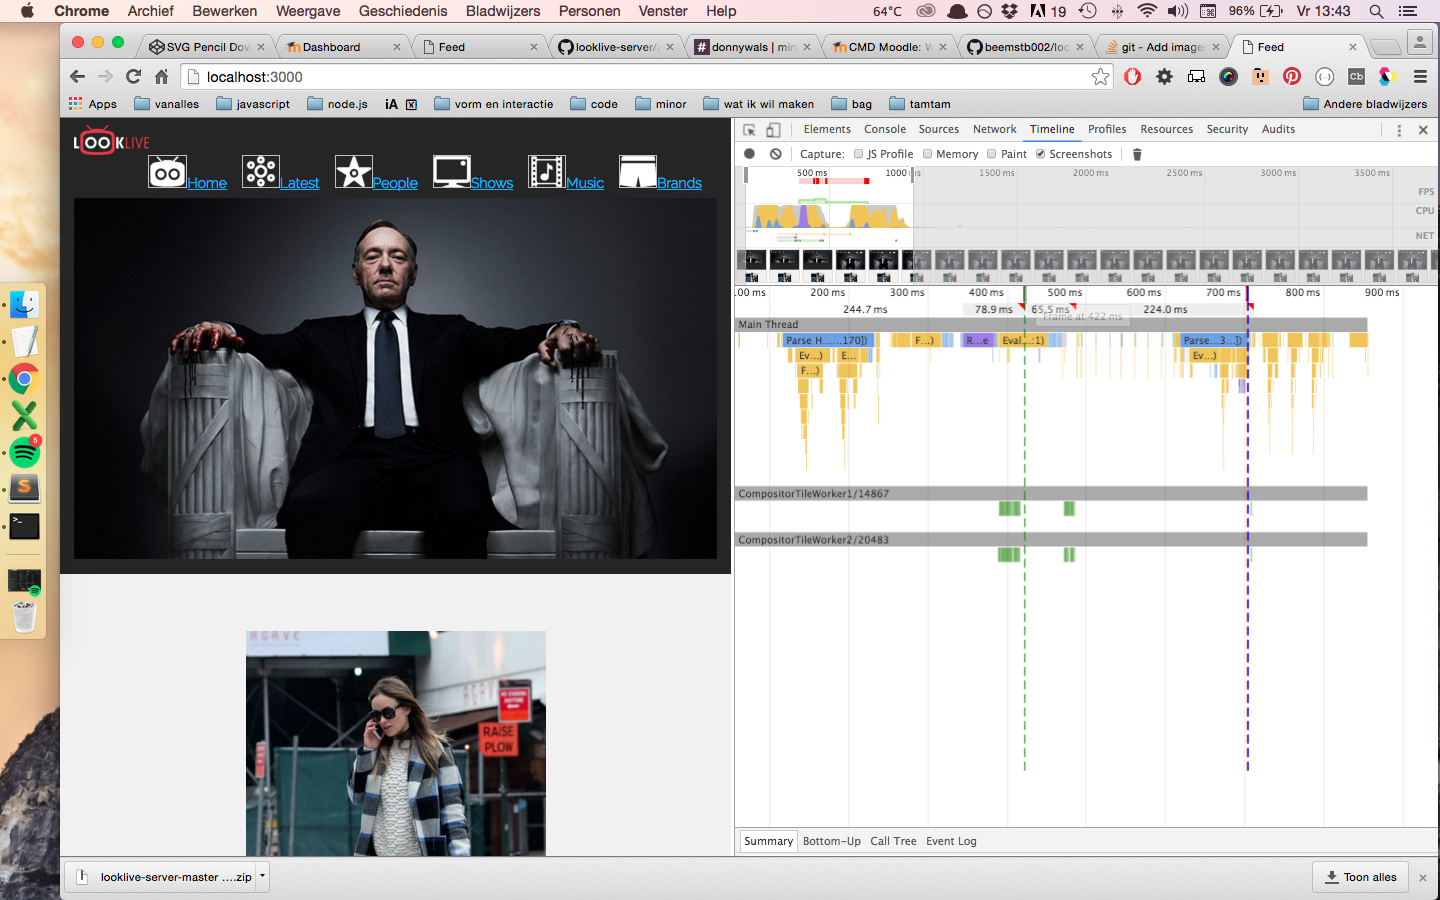 Chrome Archief Bewerken Weergave Geschiedenis Bladwijzers Personen Venster Help 64°C 19 96% Vr 13:43
SVG Pencil Dow Dashboard Feed looklive-server/ donnywals | min CMD Moodle: W beemstb002/loo git - Add image Feed
localhost:3000
Apps vanalles javascript node.js iA vorm en interactie code minor wat ik wil maken bag tamtam Andere bladwijzers
LOOKLIVE
Home Latest People Shows Music Brands
AGAVE
RAISE
PLOW
Elements Console Sources Network Timeline Profiles Resources Security Audits
Capture: JS Profile Memory Paint Screenshots
500 ms 1000 ms 1500 ms 2000 ms 2500 ms 3000 ms 3500 ms
FPS
CPU
NET
.00 ms 200 ms 300 ms 400 ms 500 ms 600 ms 700 ms 800 ms 900 ms
244.7 ms 78.9 ms 65.5 ms 224.0 ms
Frame at 422 ms
Main Thread
Parse H......170]) F...) R...e Eval...:1) Parse...3...])
Ev...) E... Ev...)
F...)
CompositorTileWorker1/14867
CompositorTileWorker2/20483
Summary Bottom-Up Call Tree Event Log
looklive-server-master ....zip Toon alles
5